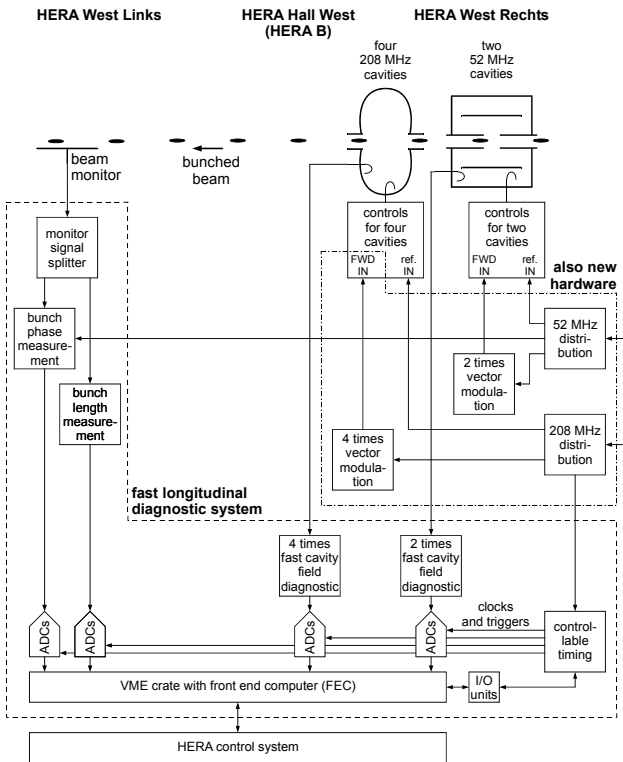 HERA West Links
HERA Hall West
(HERA B)
HERA West Rechts
four
208 MHz
cavities
two
52 MHz
cavities
beam
monitor
bunched
beam
monitor
signal
splitter
controls
for four
cavities
FWD
IN
ref.
IN
controls
for two
cavities
FWD
IN
ref.
IN
also new
hardware
bunch
phase
measure-
ment
52 MHz
distri-
bution
2 times
vector
modula-
tion
bunch
length
measure-
ment
4 times
vector
modula-
tion
208 MHz
distri-
bution
fast longitudinal
diagnostic system
4 times
fast cavity
field
diagnostic
2 times
fast cavity
field
diagnostic
clocks
and triggers
ADCs
ADCs
ADCs
ADCs
control-
lable
timing
VME crate with front end computer (FEC)
I/O
units
HERA control system